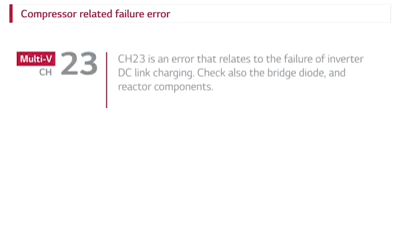 Compressor related failure error
Multi-V
CH
23
CH23 is an error that relates to the failure of inverter
DC link charging. Check also the bridge diode, and
reactor components.